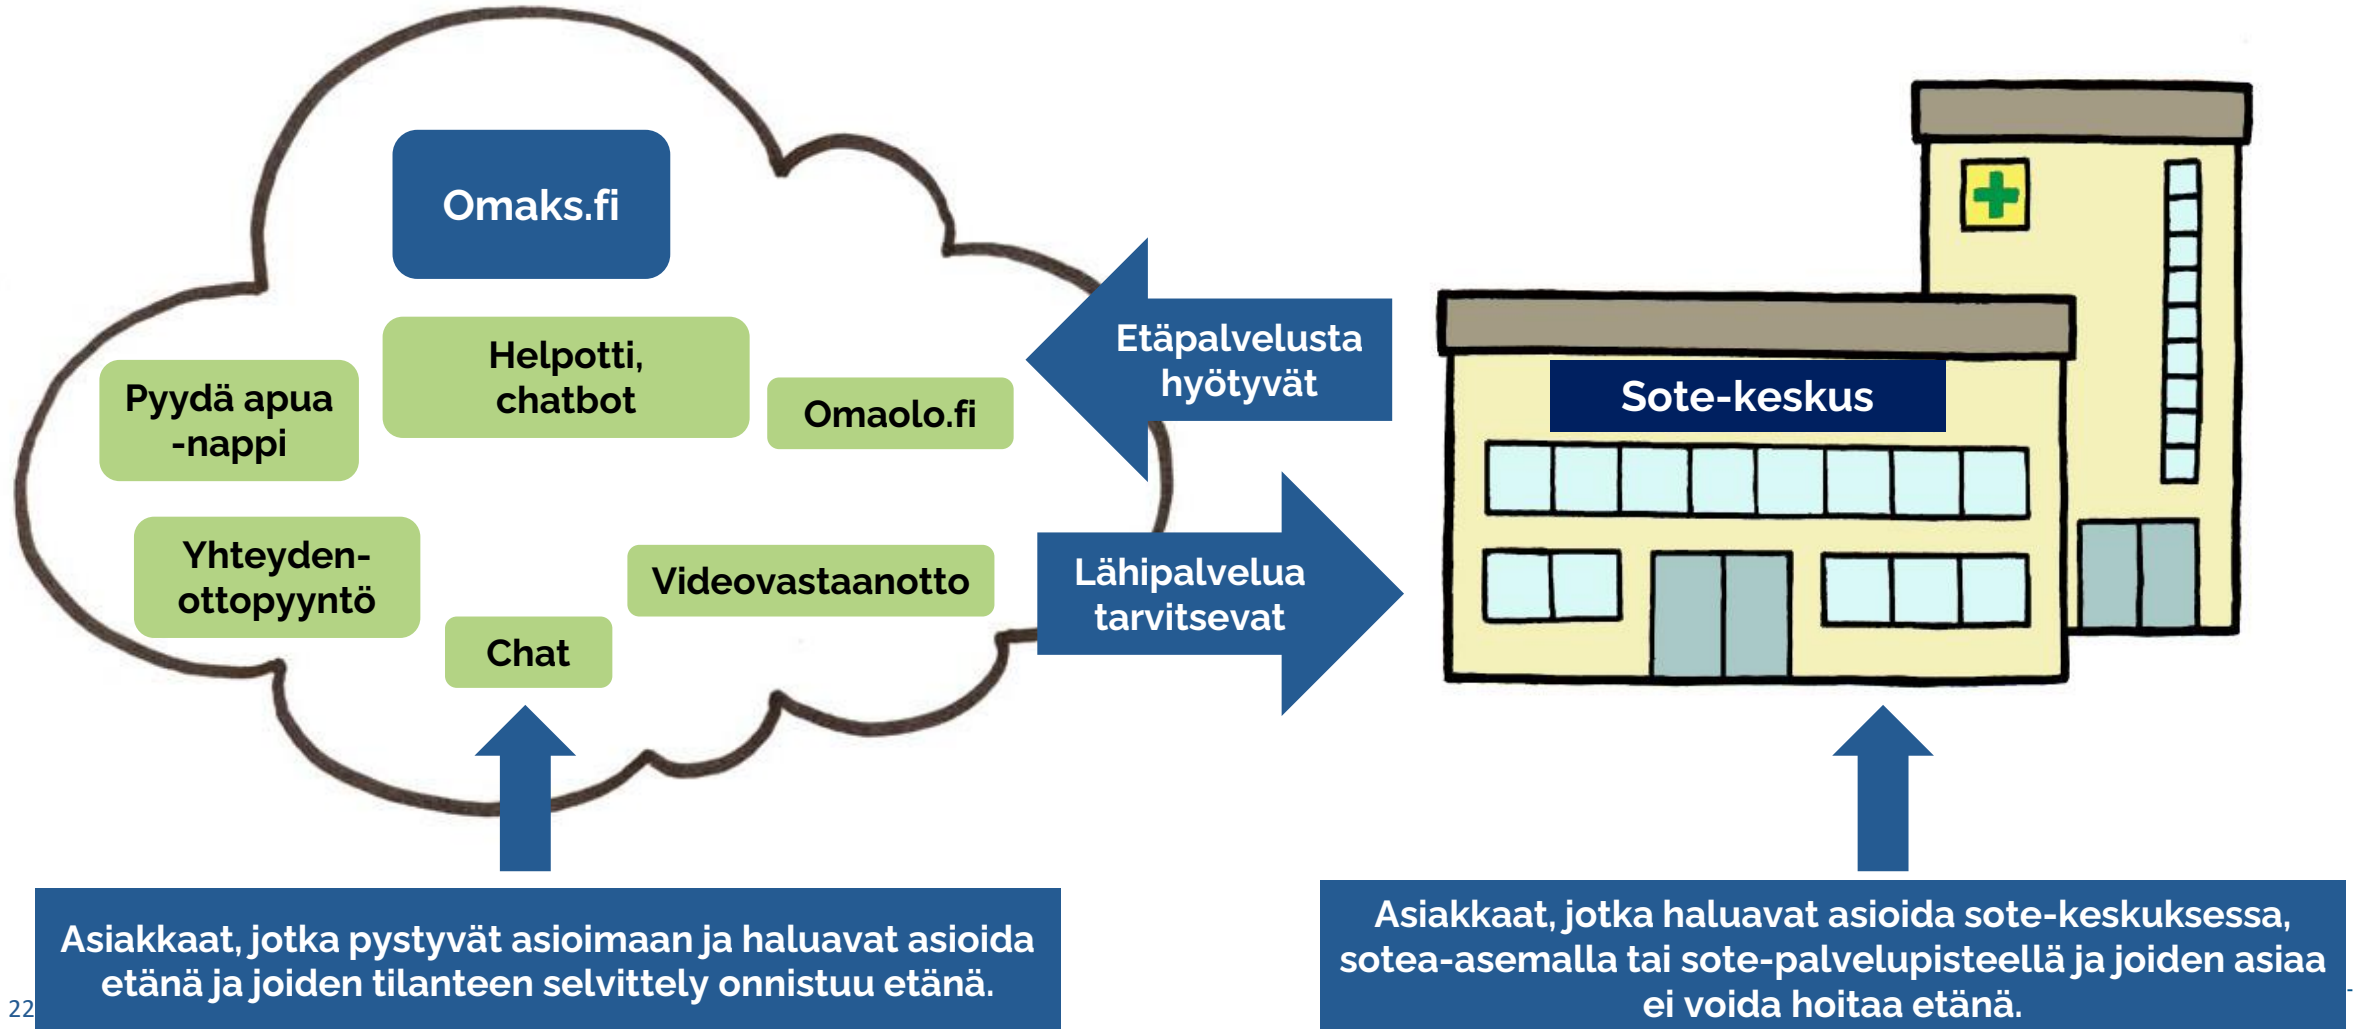 Omaks.fi
Helpotti,
chatbot
Pyydä apua
-nappi
Omaolo.fi
Yhteyden-
ottopyyntö
Videovastaanotto
Chat
Etäpalvelusta
hyötyvät
Lähipalvelua
tarvitsevat
Sote-keskus
Asiakkaat, jotka pystyvät asioimaan ja haluavat asioida
etänä ja joiden tilanteen selvittely onnistuu etänä.
Asiakkaat, jotka haluavat asioida sote-keskuksessa,
sotea-asemalla tai sote-palvelupisteellä ja joiden asiaa
ei voida hoitaa etänä.
22